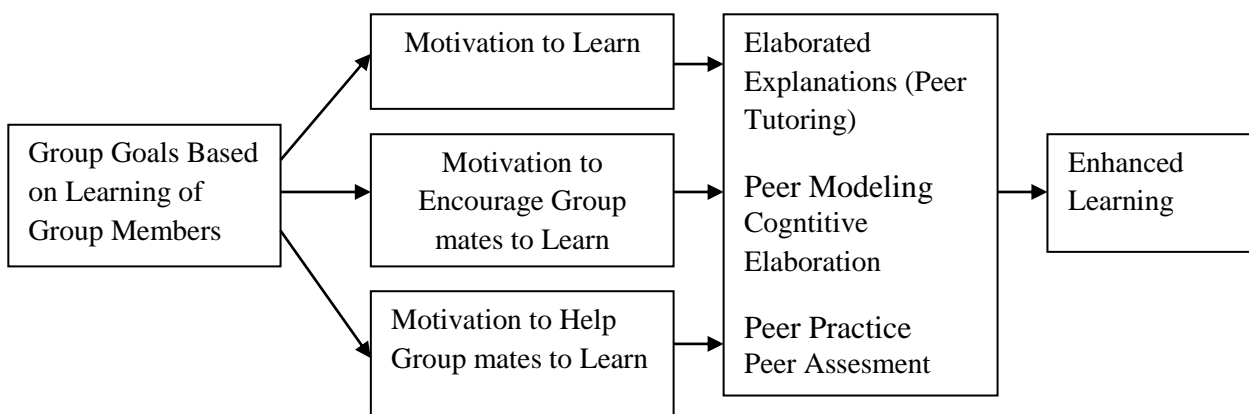 Group Goals Based
on Learning of
Group Members
Motivation to Learn
Motivation to
Encourage Group
mates to Learn
Motivation to Help
Group mates to Learn
Elaborated
Explanations (Peer
Tutoring)
Peer Modeling
Cogntitive
Elaboration
Peer Practice
Peer Assesment
Enhanced
Learning